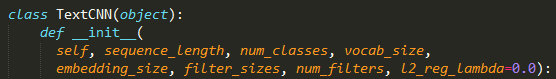 class TextCNN(object):
def __init__(
self, sequence_length, num_classes, vocab_size,
embedding_size, filter_sizes, num_filters, l2_reg_lambda=0.0):